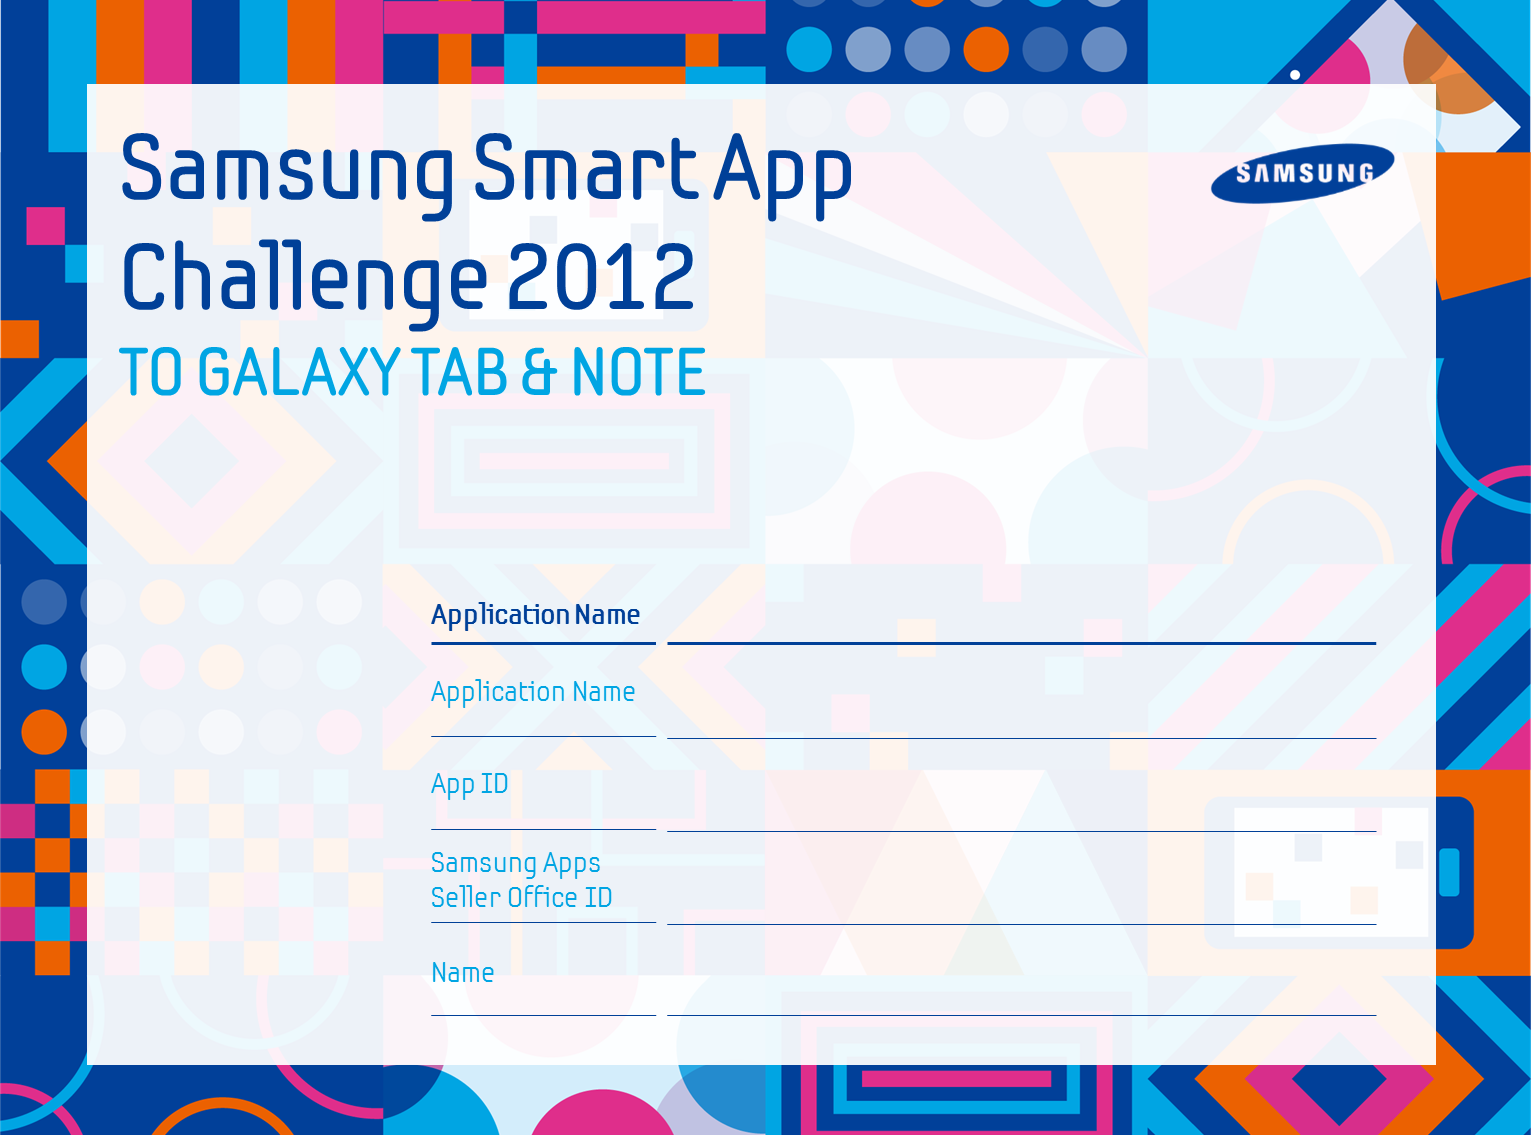 Samsung Smart App
Challenge 2012
TO GALAXY TAB & NOTE
SAMSUNG
Application Name
Application Name
App ID
Samsung Apps
Seller Office ID
Name